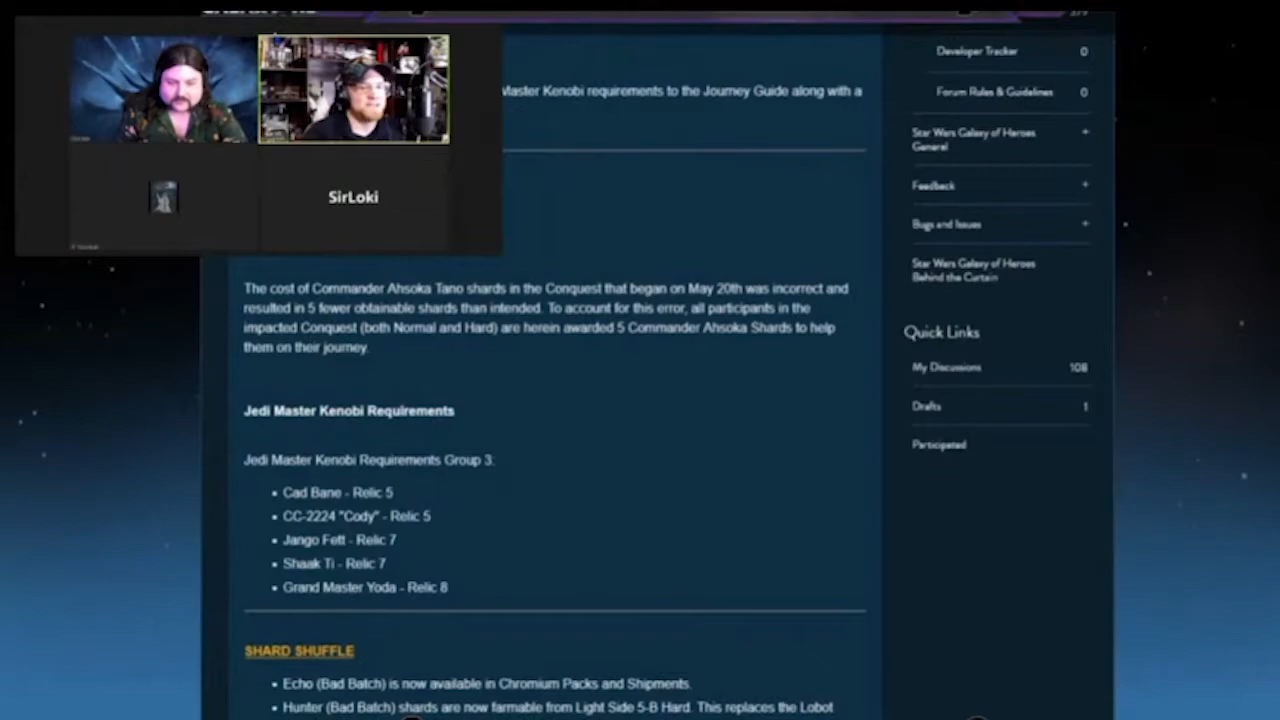 Developer Tracker 0
Master Kenobi requirements to the Journey Guide along with a
Forum Rules & Guidelines 0
Star Wars Galaxy of Heroes +
General
SirLoki
Feedback +
Bugs and Issues +
Star Wars Galaxy of Heroes
Behind the Curtain
The cost of Commander Ahsoka Tano shards in the Conquest that began on May 20th was incorrect and
resulted in 5 fewer obtainable shards than intended. To account for this error, all participants in the
impacted Conquest (both Normal and Hard) are herein awarded 5 Commander Ahsoka Shards to help
them on their journey.
Quick Links
My Discussions 108
Drafts 1
Participated
Jedi Master Kenobi Requirements
Jedi Master Kenobi Requirements Group 3:
• Cad Bane - Relic 5
• CC-2224 "Cody" - Relic 5
• Jango Fett - Relic 7
• Shaak Ti - Relic 7
• Grand Master Yoda - Relic 8
SHARD SHUFFLE
• Echo (Bad Batch) is now available in Chromium Packs and Shipments.
• Hunter (Bad Batch) shards are now farmable from Light Side 5-B Hard. This replaces the Lobot